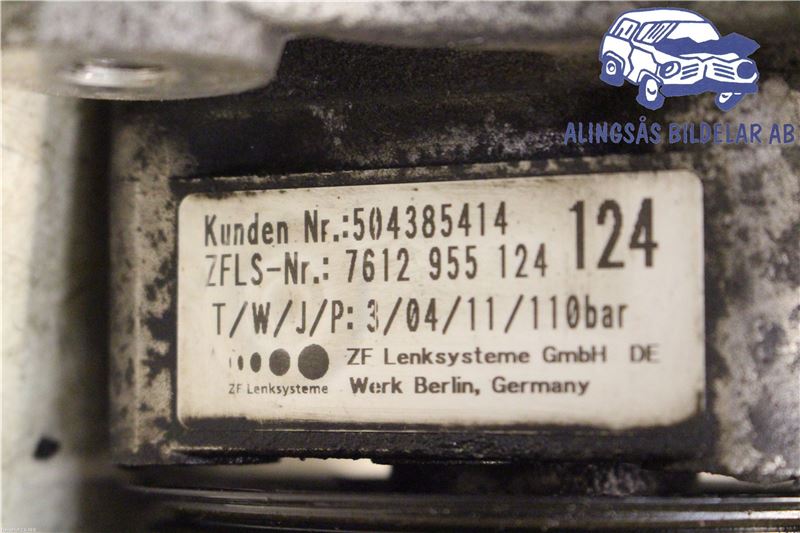 ALINGSÅS BILDELAR AB
Kunden Nr.:504385414
124
ZFLS-Nr.: 7612 955 124
T/W/J/P: 3/04/11/110bar
ZF Lenksysteme GmbH DE
ZF Lenksysteme
Werk Berlin, Germany